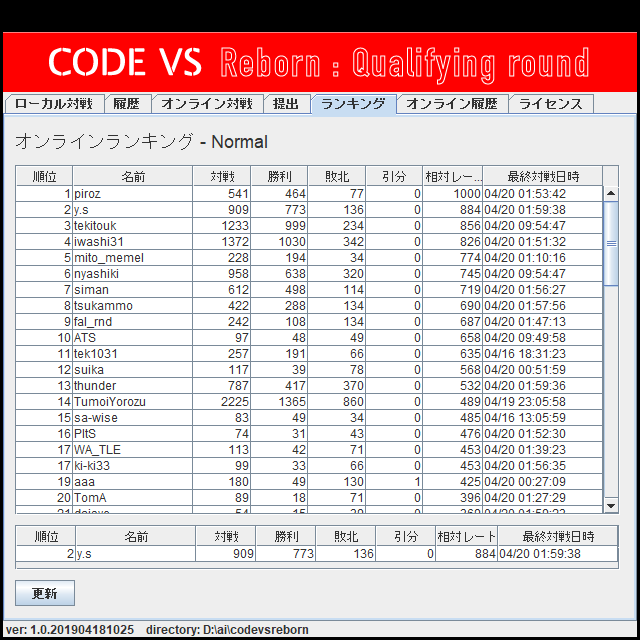 CODE VS Reborn : Qualifying round
ローカル対戦 履歴 オンライン対戦 提出 ランキング オンライン履歴 ライセンス
オンラインランキング - Normal
順位 名前 対戦 勝利 敗北 引分 相対レー... 最終対戦日時
1 piroz 541 464 77 0 1000 04/20 01:53:42
2 y.s 909 773 136 0 884 04/20 01:59:38
3 tekitouk 1233 999 234 0 856 04/20 09:54:47
4 iwashi31 1372 1030 342 0 826 04/20 01:51:32
5 mito_memel 228 194 34 0 774 04/20 01:10:16
6 nyashiki 958 638 320 0 745 04/20 09:54:47
7 siman 612 498 114 0 719 04/20 01:56:27
8 tsukammo 422 288 134 0 690 04/20 01:57:56
9 fal_rnd 242 108 134 0 687 04/20 01:47:13
10 ATS 97 48 49 0 658 04/20 09:49:58
11 tek1031 257 191 66 0 635 04/16 18:31:23
12 suika 117 39 78 0 568 04/20 00:51:59
13 thunder 787 417 370 0 532 04/20 01:59:36
14 TumoiYorozu 2225 1365 860 0 489 04/19 23:05:58
15 sa-wise 83 49 34 0 485 04/16 13:05:59
16 PltS 74 31 43 0 476 04/20 01:52:30
17 WA_TLE 113 42 71 0 453 04/20 01:39:23
17 ki-ki33 99 33 66 0 453 04/20 01:56:35
19 aaa 180 49 130 1 425 04/20 00:27:09
20 TomA 89 18 71 0 396 04/20 01:27:29
順位 名前 対戦 勝利 敗北 引分 相対レート 最終対戦日時
2 y.s 909 773 136 0 884 04/20 01:59:38
更新
ver: 1.0.201904181025 directory: D:\ai\codevsreborn